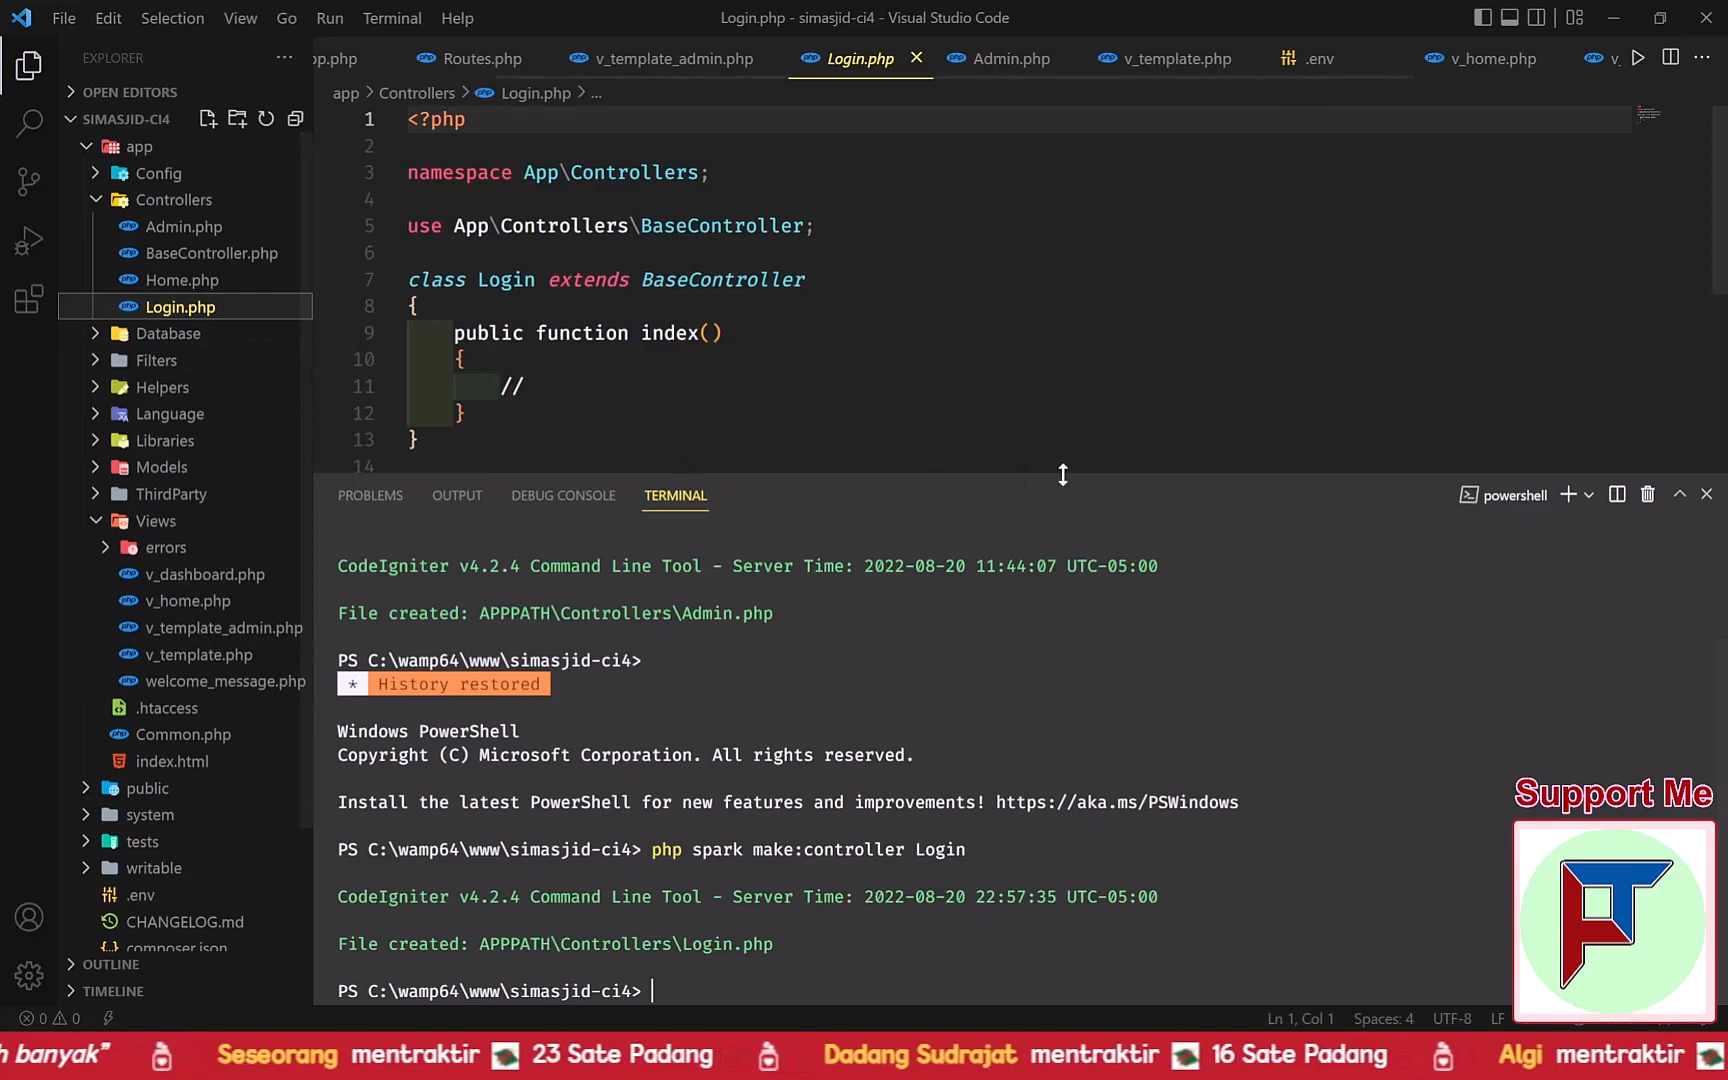 File Edit Selection View Go Run Terminal Help
Login.php - simasjid-ci4 - Visual Studio Code
EXPLORER
OPEN EDITORS
SIMASJID-CI4
app
Config
Controllers
Admin.php
BaseController.php
Home.php
Login.php
Database
Filters
Helpers
Language
Libraries
Models
ThirdParty
Views
errors
v_dashboard.php
v_home.php
v_template_admin.php
v_template.php
welcome_message.php
.htaccess
Common.php
index.html
public
system
tests
writable
.env
CHANGELOG.md
composer.json
OUTLINE
TIMELINE
pp.php Routes.php v_template_admin.php Login.php Admin.php v_template.php .env v_home.php v_
app > Controllers > Login.php > ...
1 <?php
2
3 namespace App\Controllers;
4
5 use App\Controllers\BaseController;
6
7 class Login extends BaseController
8 {
9 public function index()
10 {
11 //
12 }
13 }
14
PROBLEMS OUTPUT DEBUG CONSOLE TERMINAL
powershell
CodeIgniter v4.2.4 Command Line Tool - Server Time: 2022-08-20 11:44:07 UTC-05:00
File created: APPPATH\Controllers\Admin.php
PS C:\wamp64\www\simasjid-ci4>
* History restored
Windows PowerShell
Copyright (C) Microsoft Corporation. All rights reserved.
Install the latest PowerShell for new features and improvements! https://aka.ms/PSWindows
PS C:\wamp64\www\simasjid-ci4> php spark make:controller Login
CodeIgniter v4.2.4 Command Line Tool - Server Time: 2022-08-20 22:57:35 UTC-05:00
File created: APPPATH\Controllers\Login.php
PS C:\wamp64\www\simasjid-ci4>
Support Me
0 0
Ln 1, Col 1 Spaces: 4 UTF-8 LF
h banyak” Seseorang mentraktir 23 Sate Padang Dadang Sudrajat mentraktir 16 Sate Padang Algi mentraktir